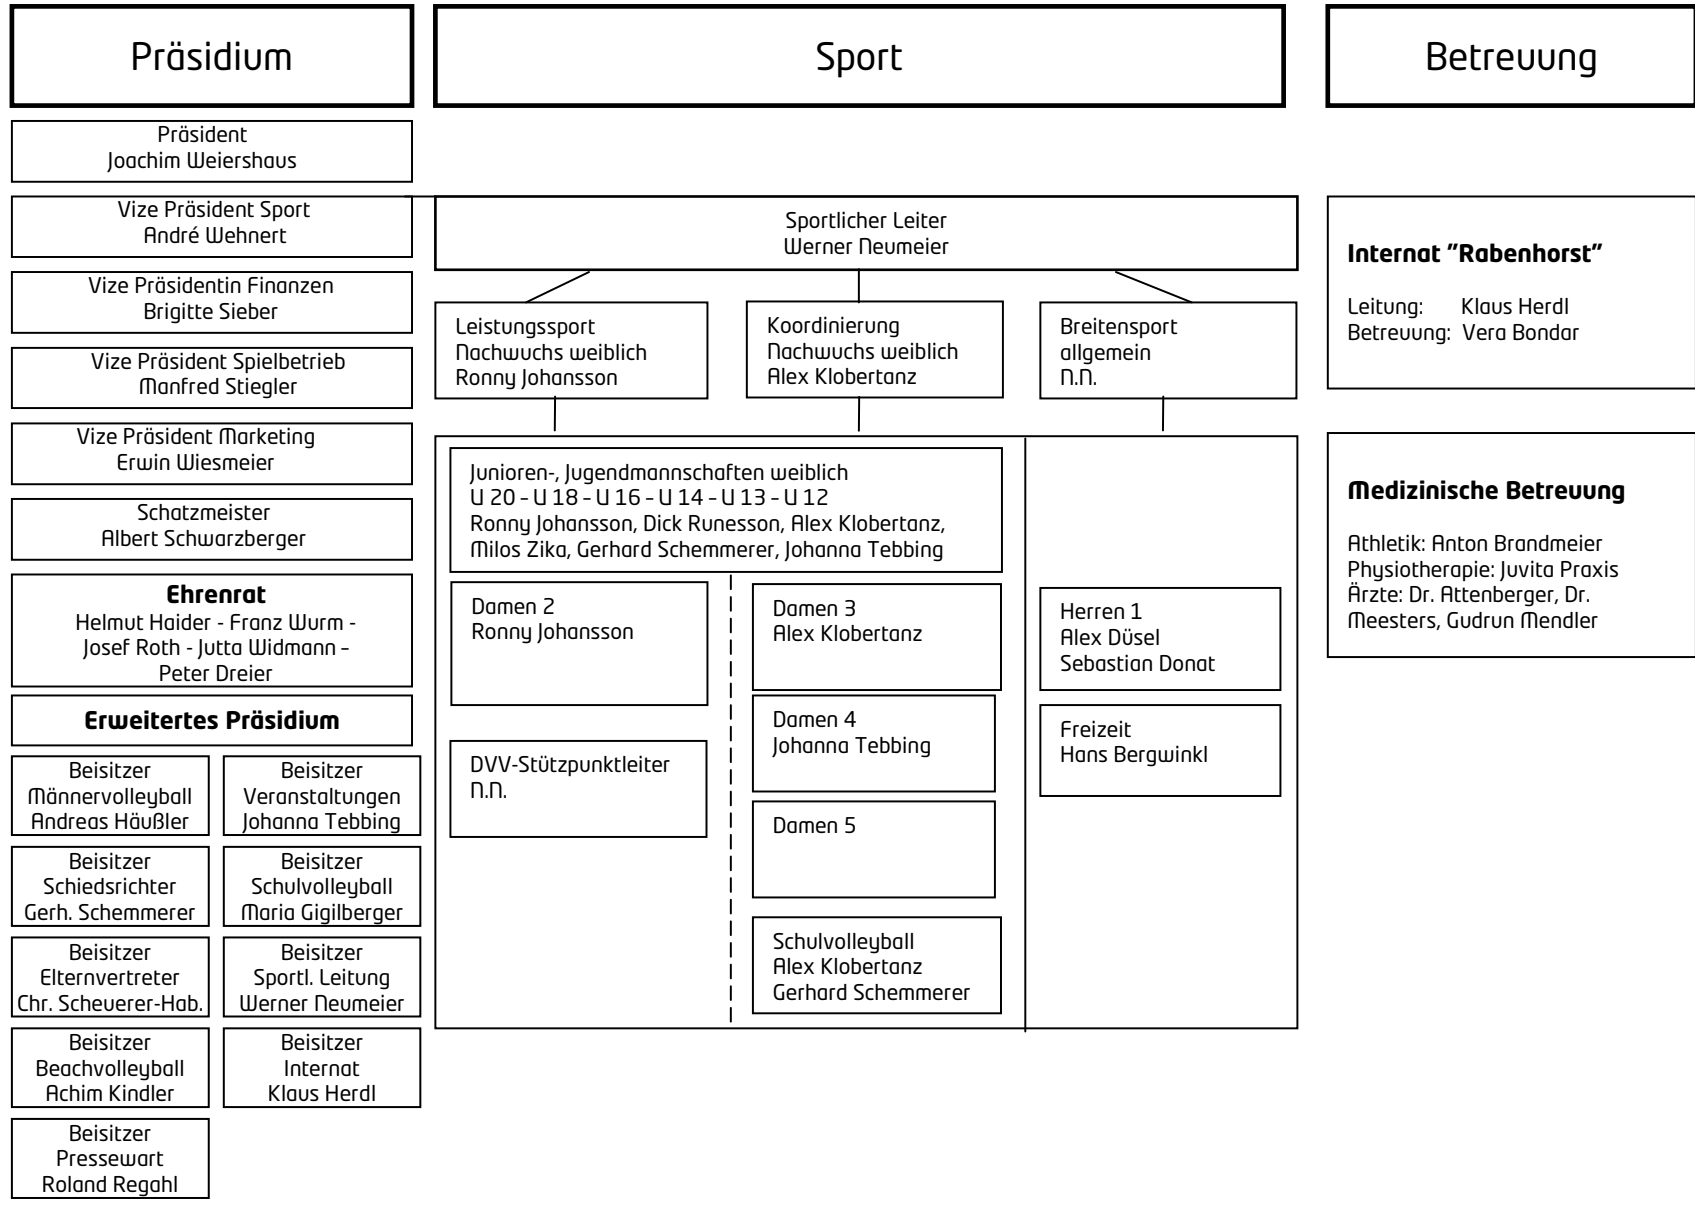 Präsidium
Präsident
Joachim Weiershaus
Vize Präsident Sport
André Wehnert
Vize Präsidentin Finanzen
Brigitte Sieber
Vize Präsident Spielbetrieb
Manfred Stiegler
Vize Präsident Marketing
Erwin Wiesmeier
Schatzmeister
Albert Schwarzberger
Ehrenrat
Helmut Haider - Franz Wurm -
Josef Roth - Jutta Widmann –
Peter Dreier
Erweitertes Präsidium
Beisitzer
Männervolleyball
Andreas Häußler
Beisitzer
Veranstaltungen
Johanna Tebbing
Beisitzer
Schiedsrichter
Gerh. Schemmerer
Beisitzer
Schulvolleyball
Maria Gigilberger
Beisitzer
Elternvertreter
Chr. Scheuerer-Hab.
Beisitzer
Sportl. Leitung
Werner Neumeier
Beisitzer
Beachvolleyball
Achim Kindler
Beisitzer
Internat
Klaus Herdl
Beisitzer
Pressewart
Roland Regahl
Sport
Sportlicher Leiter
Werner Neumeier
Leistungssport
Nachwuchs weiblich
Ronny Johansson
Koordinierung
Nachwuchs weiblich
Alex Klobertanz
Breitensport
allgemein
N.N.
Junioren-, Jugendmannschaften weiblich
U 20 – U 18 – U 16 – U 14 – U 13 – U 12
Ronny Johansson, Dick Runesson, Alex Klobertanz,
Milos Zika, Gerhard Schemmerer, Johanna Tebbing
Damen 2
Ronny Johansson
DVV-Stützpunktleiter
N.N.
Damen 3
Alex Klobertanz
Damen 4
Johanna Tebbing
Damen 5
Schulvolleyball
Alex Klobertanz
Gerhard Schemmerer
Herren 1
Alex Düsel
Sebastian Donat
Freizeit
Hans Bergwinkl
Betreuung
Internat "Rabenhorst"
Leitung: Klaus Herdl
Betreuung: Vera Bondar
Medizinische Betreuung
Athletik: Anton Brandmeier
Physiotherapie: Juvita Praxis
Ärzte: Dr. Attenberger, Dr.
Meesters, Gudrun Mendler